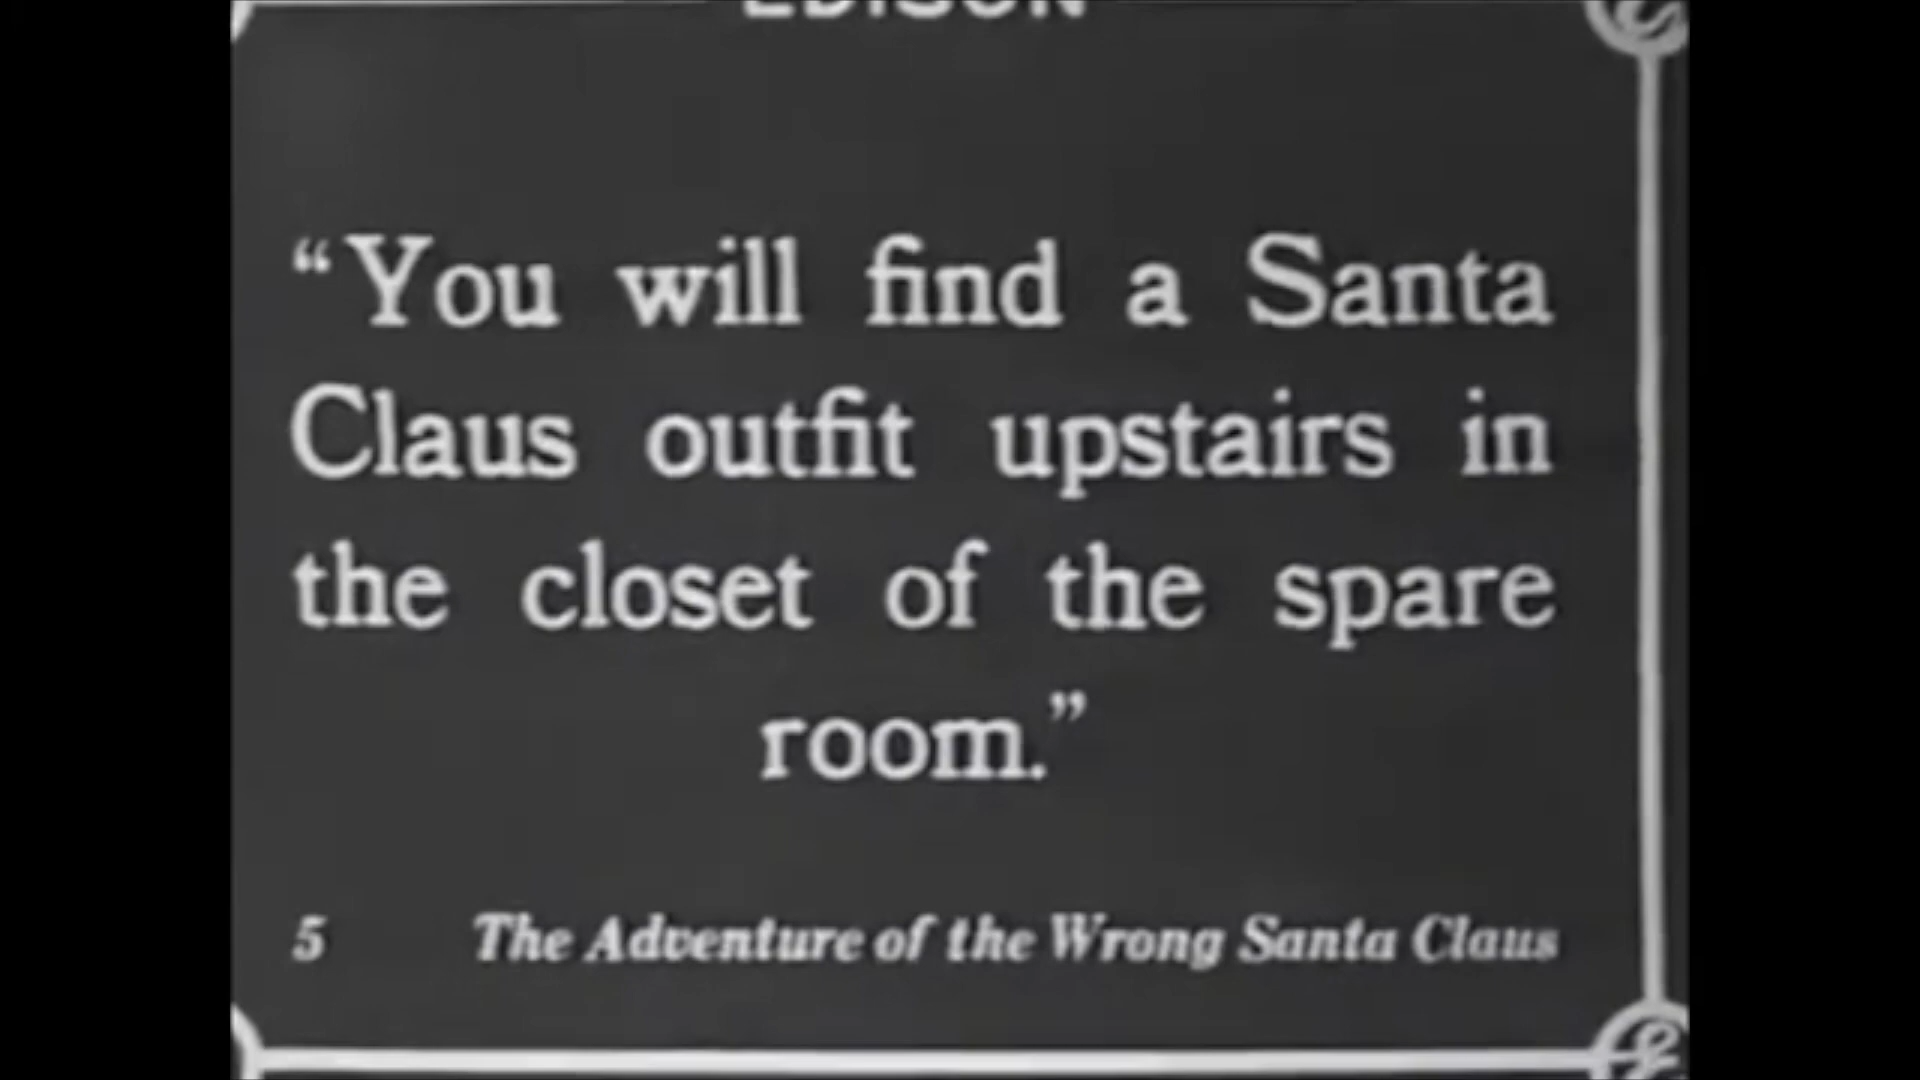 EDISON
“You will find a Santa
Claus outfit upstairs in
the closet of the spare
room.”
5 The Adventure of the Wrong Santa Claus